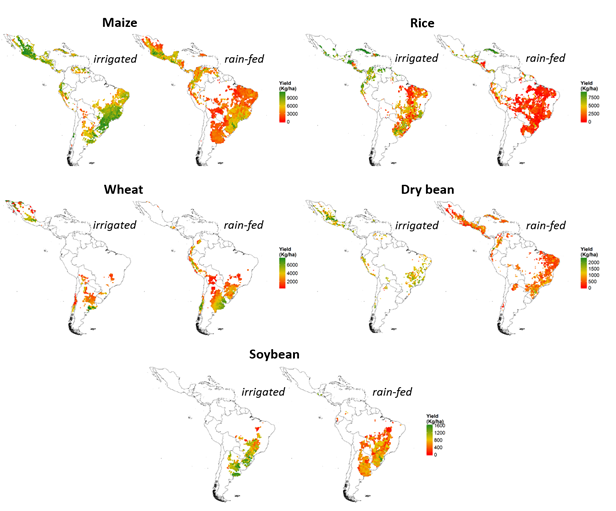 Maize
irrigated
rain-fed
Yield
(Kg/ha)
9000
6000
3000
0
Rice
irrigated
rain-fed
Yield
(Kg/ha)
7500
5000
2500
0
Wheat
irrigated
rain-fed
Yield
(Kg/ha)
6000
4000
2000
0
Dry bean
irrigated
rain-fed
Yield
(Kg/ha)
2000
1500
1000
500
0
Soybean
irrigated
rain-fed
Yield
(Kg/ha)
1600
1200
800
400
0